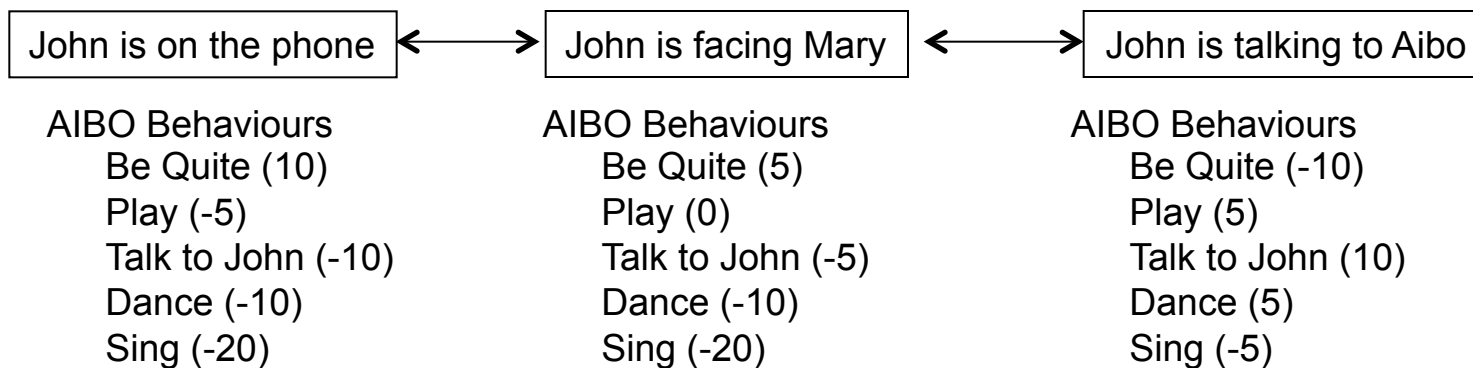 John is on the phone
AIBO Behaviours
Be Quite (10)
Play (-5)
Talk to John (-10)
Dance (-10)
Sing (-20)
John is facing Mary
AIBO Behaviours
Be Quite (5)
Play (0)
Talk to John (-5)
Dance (-10)
Sing (-20)
John is talking to Aibo
AIBO Behaviours
Be Quite (-10)
Play (5)
Talk to John (10)
Dance (5)
Sing (-5)